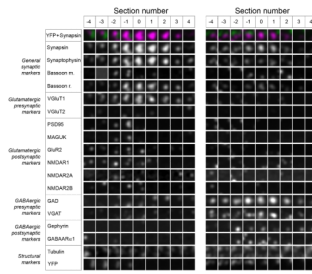 Section number Section number
-4 -3 -2 -1 0 1 2 3 4 -4 -3 -2 -1 0 1 2 3 4
YFP+Synapsin
General synaptic markers
Synapsin
Synaptophysin
Bassoon m.
Bassoon r.
Glutamatergic presynaptic markers
VGluT1
VGluT2
Glutamatergic postsynaptic markers
PSD95
MAGUK
GluR2
NMDAR1
NMDAR2A
NMDAR2B
GABAergic presynaptic markers
GAD
VGAT
GABAergic postsynaptic markers
Gephyrin
GABAARα1
Structural markers
Tubulin
YFP